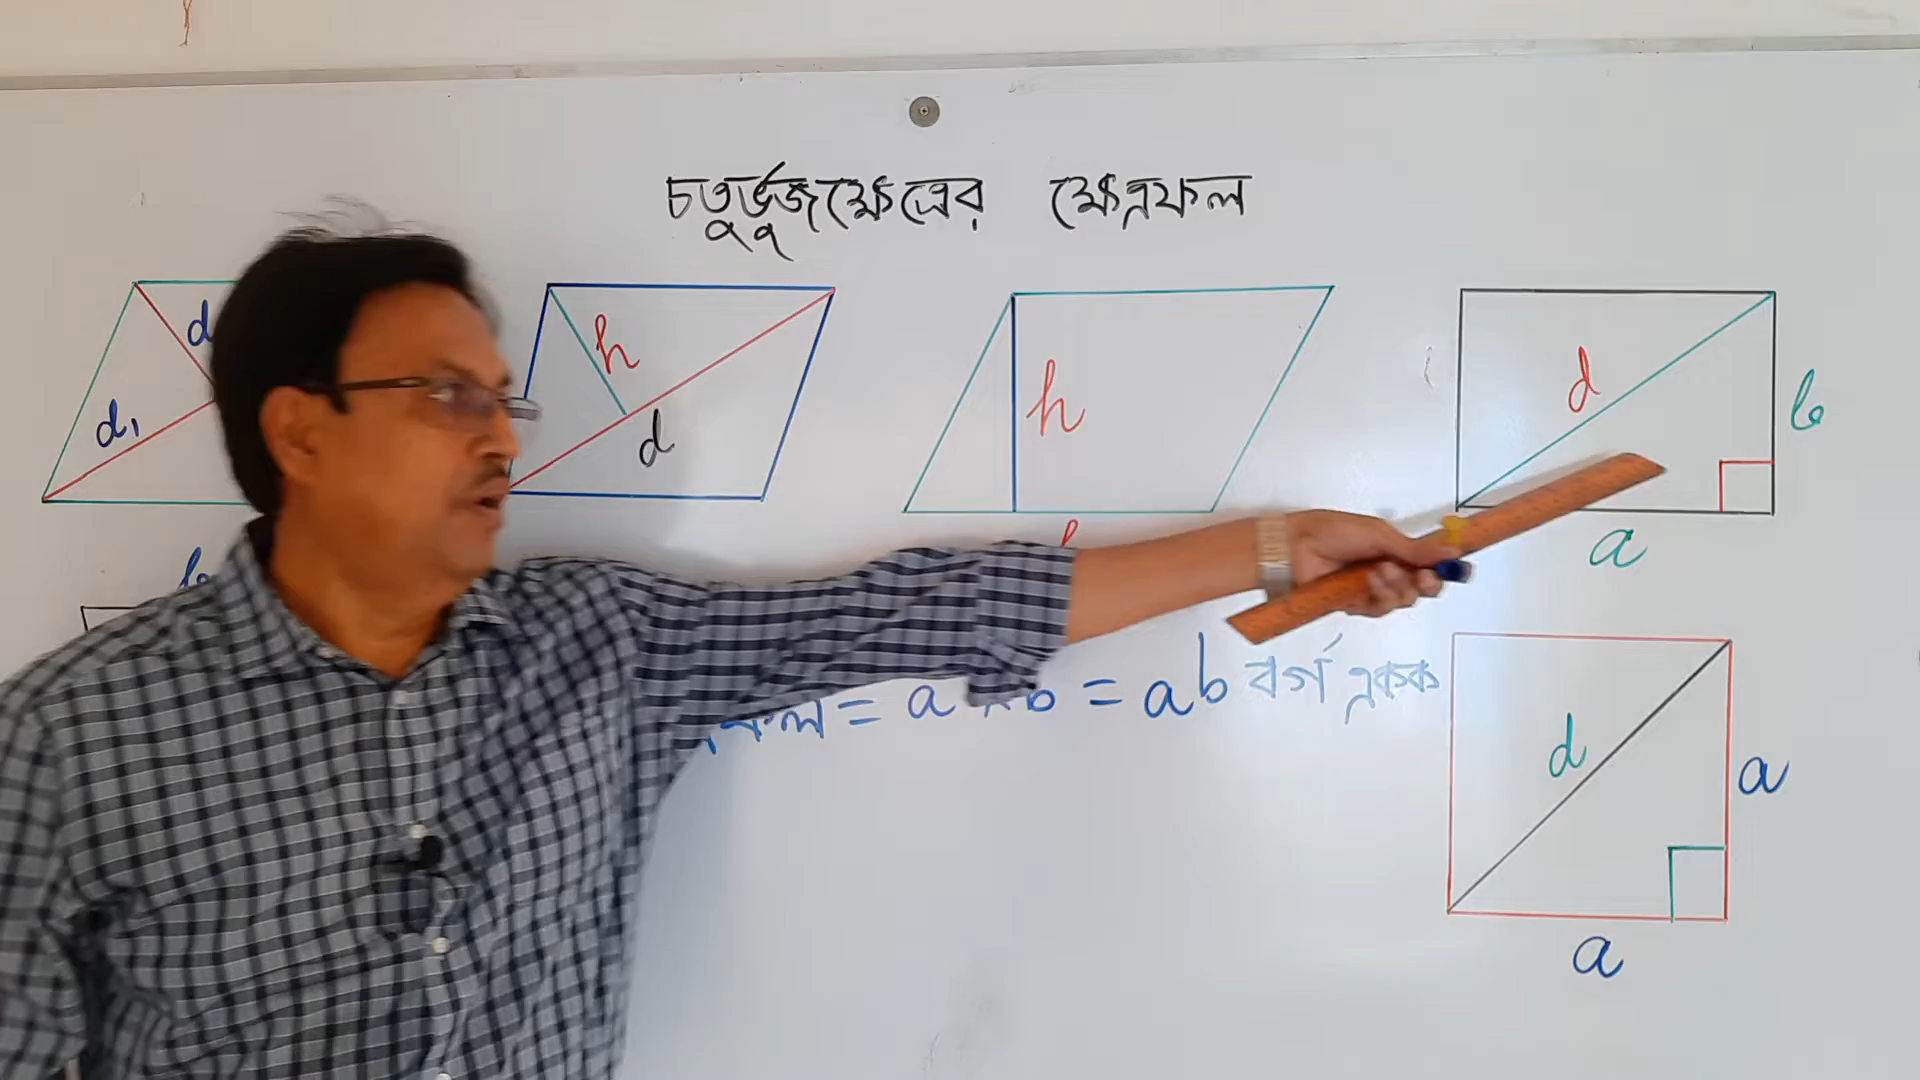 চতুর্ভুজক্ষেত্রের ক্ষেত্রফল
d
d₁
h
d
h
d
b
a
= a × b = ab বর্গ একক
d
a
a